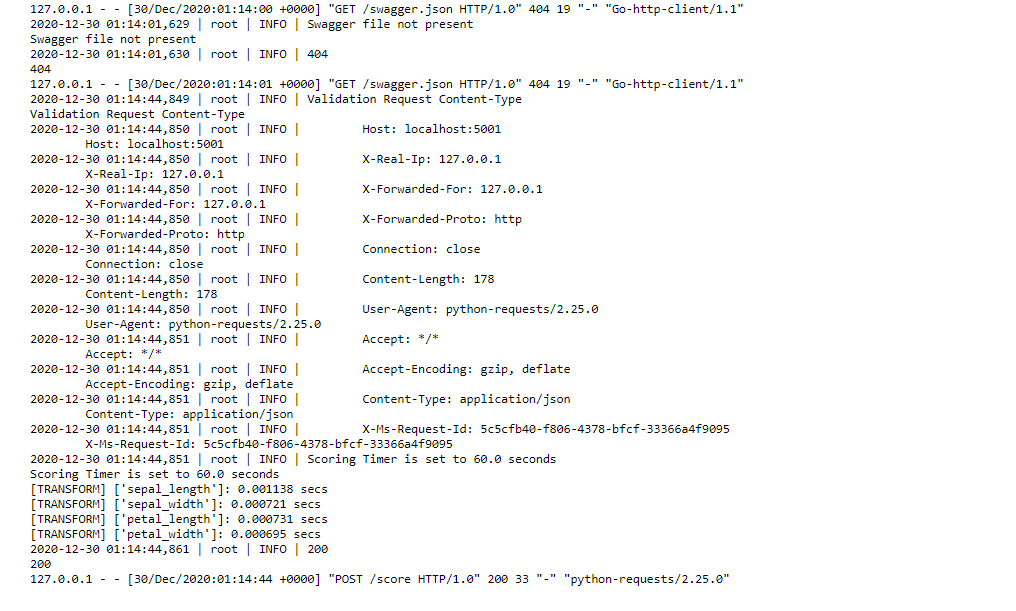 127.0.0.1 - - [30/Dec/2020:01:14:00 +0000] "GET /swagger.json HTTP/1.0" 404 19 "-" "Go-http-client/1.1"
2020-12-30 01:14:01,629 | root | INFO | Swagger file not present
Swagger file not present
2020-12-30 01:14:01,630 | root | INFO | 404
404
127.0.0.1 - - [30/Dec/2020:01:14:01 +0000] "GET /swagger.json HTTP/1.0" 404 19 "-" "Go-http-client/1.1"
2020-12-30 01:14:44,849 | root | INFO | Validation Request Content-Type
Validation Request Content-Type
2020-12-30 01:14:44,850 | root | INFO |         Host: localhost:5001
        Host: localhost:5001
2020-12-30 01:14:44,850 | root | INFO |         X-Real-Ip: 127.0.0.1
        X-Real-Ip: 127.0.0.1
2020-12-30 01:14:44,850 | root | INFO |         X-Forwarded-For: 127.0.0.1
        X-Forwarded-For: 127.0.0.1
2020-12-30 01:14:44,850 | root | INFO |         X-Forwarded-Proto: http
        X-Forwarded-Proto: http
2020-12-30 01:14:44,850 | root | INFO |         Connection: close
        Connection: close
2020-12-30 01:14:44,850 | root | INFO |         Content-Length: 178
        Content-Length: 178
2020-12-30 01:14:44,850 | root | INFO |         User-Agent: python-requests/2.25.0
        User-Agent: python-requests/2.25.0
2020-12-30 01:14:44,851 | root | INFO |         Accept: */*
        Accept: */*
2020-12-30 01:14:44,851 | root | INFO |         Accept-Encoding: gzip, deflate
        Accept-Encoding: gzip, deflate
2020-12-30 01:14:44,851 | root | INFO |         Content-Type: application/json
        Content-Type: application/json
2020-12-30 01:14:44,851 | root | INFO |         X-Ms-Request-Id: 5c5cfb40-f806-4378-bfcf-33366a4f9095
        X-Ms-Request-Id: 5c5cfb40-f806-4378-bfcf-33366a4f9095
2020-12-30 01:14:44,851 | root | INFO | Scoring Timer is set to 60.0 seconds
Scoring Timer is set to 60.0 seconds
[TRANSFORM] ['sepal_length']: 0.001138 secs
[TRANSFORM] ['sepal_width']: 0.000721 secs
[TRANSFORM] ['petal_length']: 0.000731 secs
[TRANSFORM] ['petal_width']: 0.000695 secs
2020-12-30 01:14:44,861 | root | INFO | 200
200
127.0.0.1 - - [30/Dec/2020:01:14:44 +0000] "POST /score HTTP/1.0" 200 33 "-" "python-requests/2.25.0"